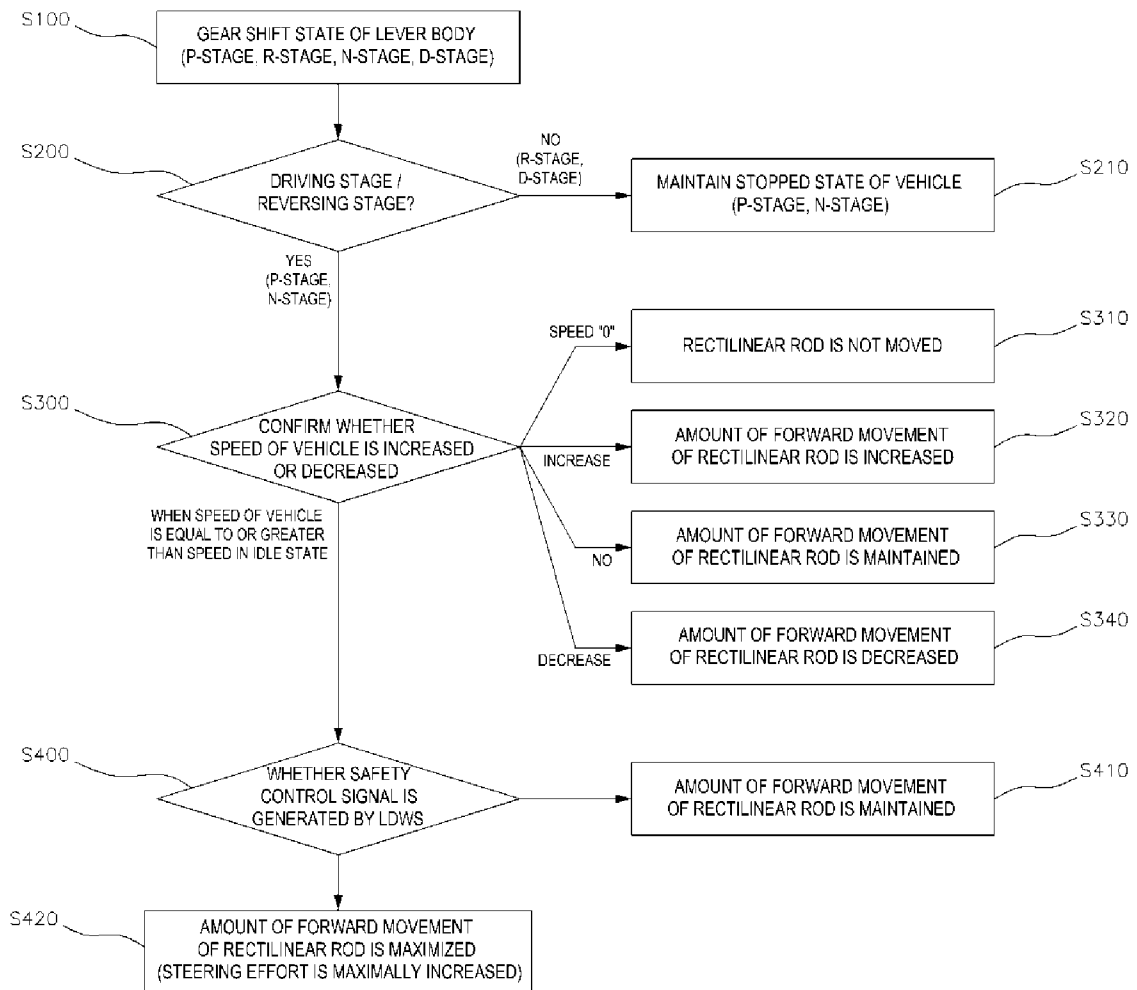 S100
GEAR SHIFT STATE OF LEVER BODY
(P-STAGE, R-STAGE, N-STAGE, D-STAGE)
S200
DRIVING STAGE /
REVERSING STAGE?
NO
(R-STAGE,
D-STAGE)
MAINTAIN STOPPED STATE OF VEHICLE
(P-STAGE, N-STAGE)
S210
YES
(P-STAGE,
N-STAGE)
S300
CONFIRM WHETHER
SPEED OF VEHICLE IS INCREASED
OR DECREASED
SPEED "0"
RECTILINEAR ROD IS NOT MOVED
S310
INCREASE
AMOUNT OF FORWARD MOVEMENT
OF RECTILINEAR ROD IS INCREASED
S320
NO
AMOUNT OF FORWARD MOVEMENT
OF RECTILINEAR ROD IS MAINTAINED
S330
DECREASE
AMOUNT OF FORWARD MOVEMENT
OF RECTILINEAR ROD IS DECREASED
S340
WHEN SPEED OF VEHICLE
IS EQUAL TO OR GREATER
THAN SPEED IN IDLE STATE
S400
WHETHER SAFETY
CONTROL SIGNAL IS
GENERATED BY LDWS
AMOUNT OF FORWARD MOVEMENT
OF RECTILINEAR ROD IS MAINTAINED
S410
S420
AMOUNT OF FORWARD MOVEMENT
OF RECTILINEAR ROD IS MAXIMIZED
(STEERING EFFORT IS MAXIMALLY INCREASED)